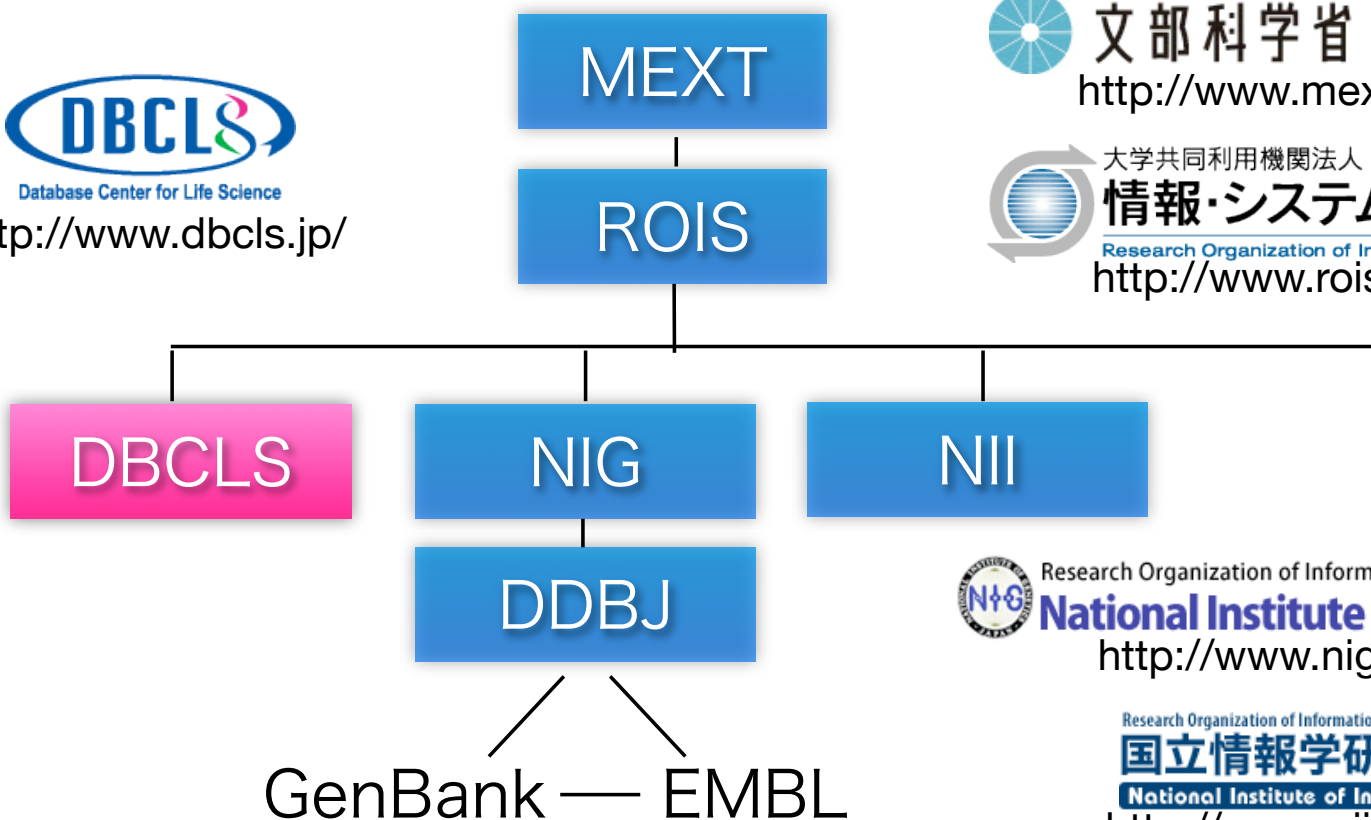 MEXT
文部科学省
http://www.mex
DBCLS
Database Center for Life Science
tp://www.dbcls.jp/
ROIS
大学共同利用機関法人
情報・システム
Research Organization of In
http://www.rois
DBCLS
NIG
NII
DDBJ
NIG
Research Organization of Inform
National Institute
http://www.nig
Research Organization of Informatio
国立情報学研
National Institute of In
GenBank — EMBL